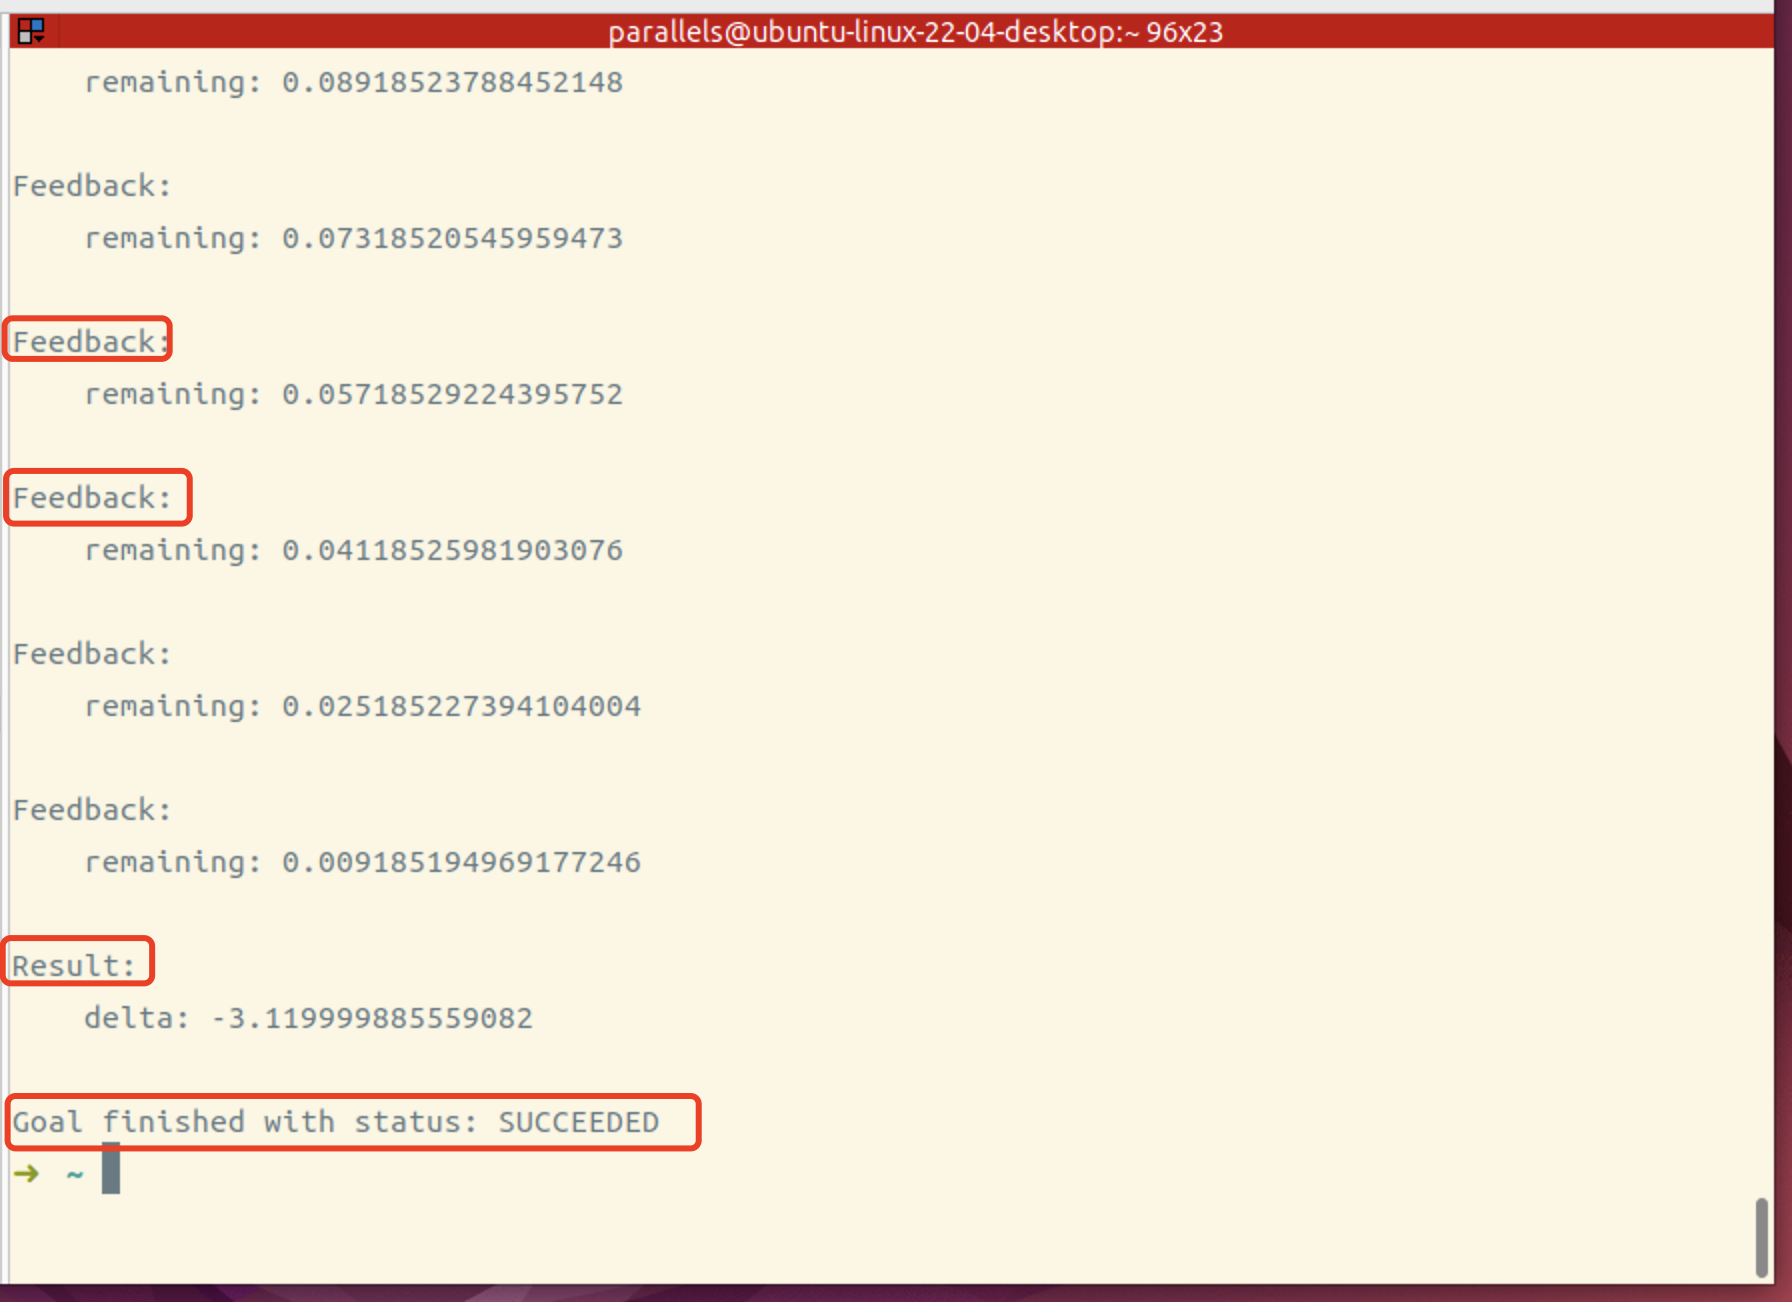 parallels@ubuntu-linux-22-04-desktop:~ 96x23
remaining: 0.08918523788452148
Feedback:
remaining: 0.07318520545959473
Feedback:
remaining: 0.05718529224395752
Feedback:
remaining: 0.04118525981903076
Feedback:
remaining: 0.025185227394104004
Feedback:
remaining: 0.009185194969177246
Result:
delta: -3.119999885559082
Goal finished with status: SUCCEEDED
➜ ~